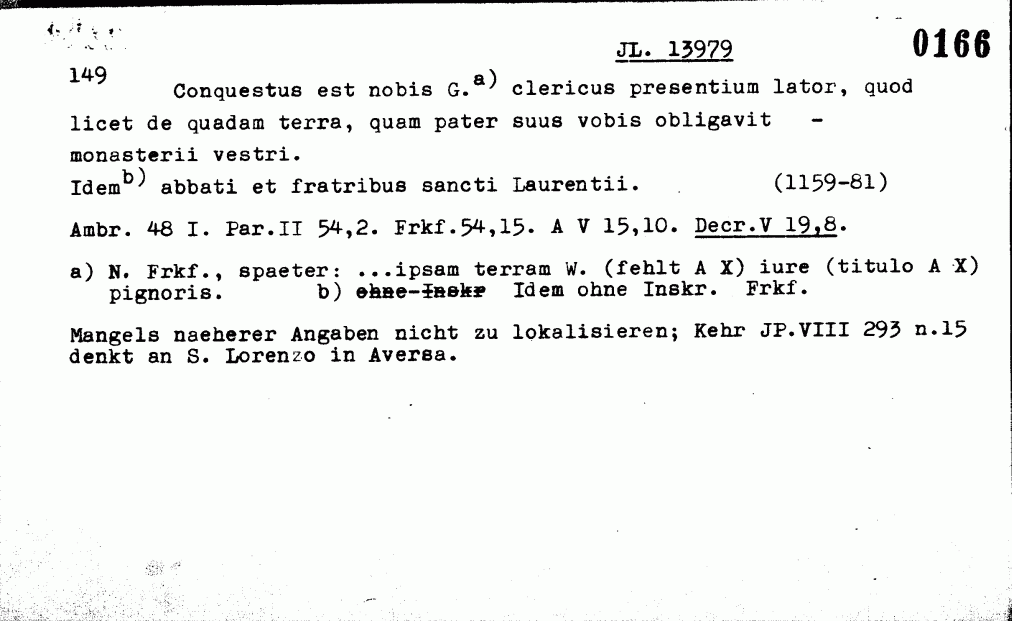 JL. 13979 0166
149
Conquestus est nobis G.a) clericus presentium lator, quod
licet de quadam terra, quam pater suus vobis obligavit -
monasterii vestri.
Idemb) abbati et fratribus sancti Laurentii. (1159-81)
Ambr. 48 I. Par.II 54,2. Frkf.54,15. A V 15,10. Decr.V 19,8.
a) N. Frkf., spaeter: ...ipsam terram W. (fehlt A X) iure (titulo A X)
pignoris. b) ohne-Inskr Idem ohne Inskr. Frkf.
Mangels naeherer Angaben nicht zu lokalisieren; Kehr JP.VIII 293 n.15
denkt an S. Lorenzo in Aversa.